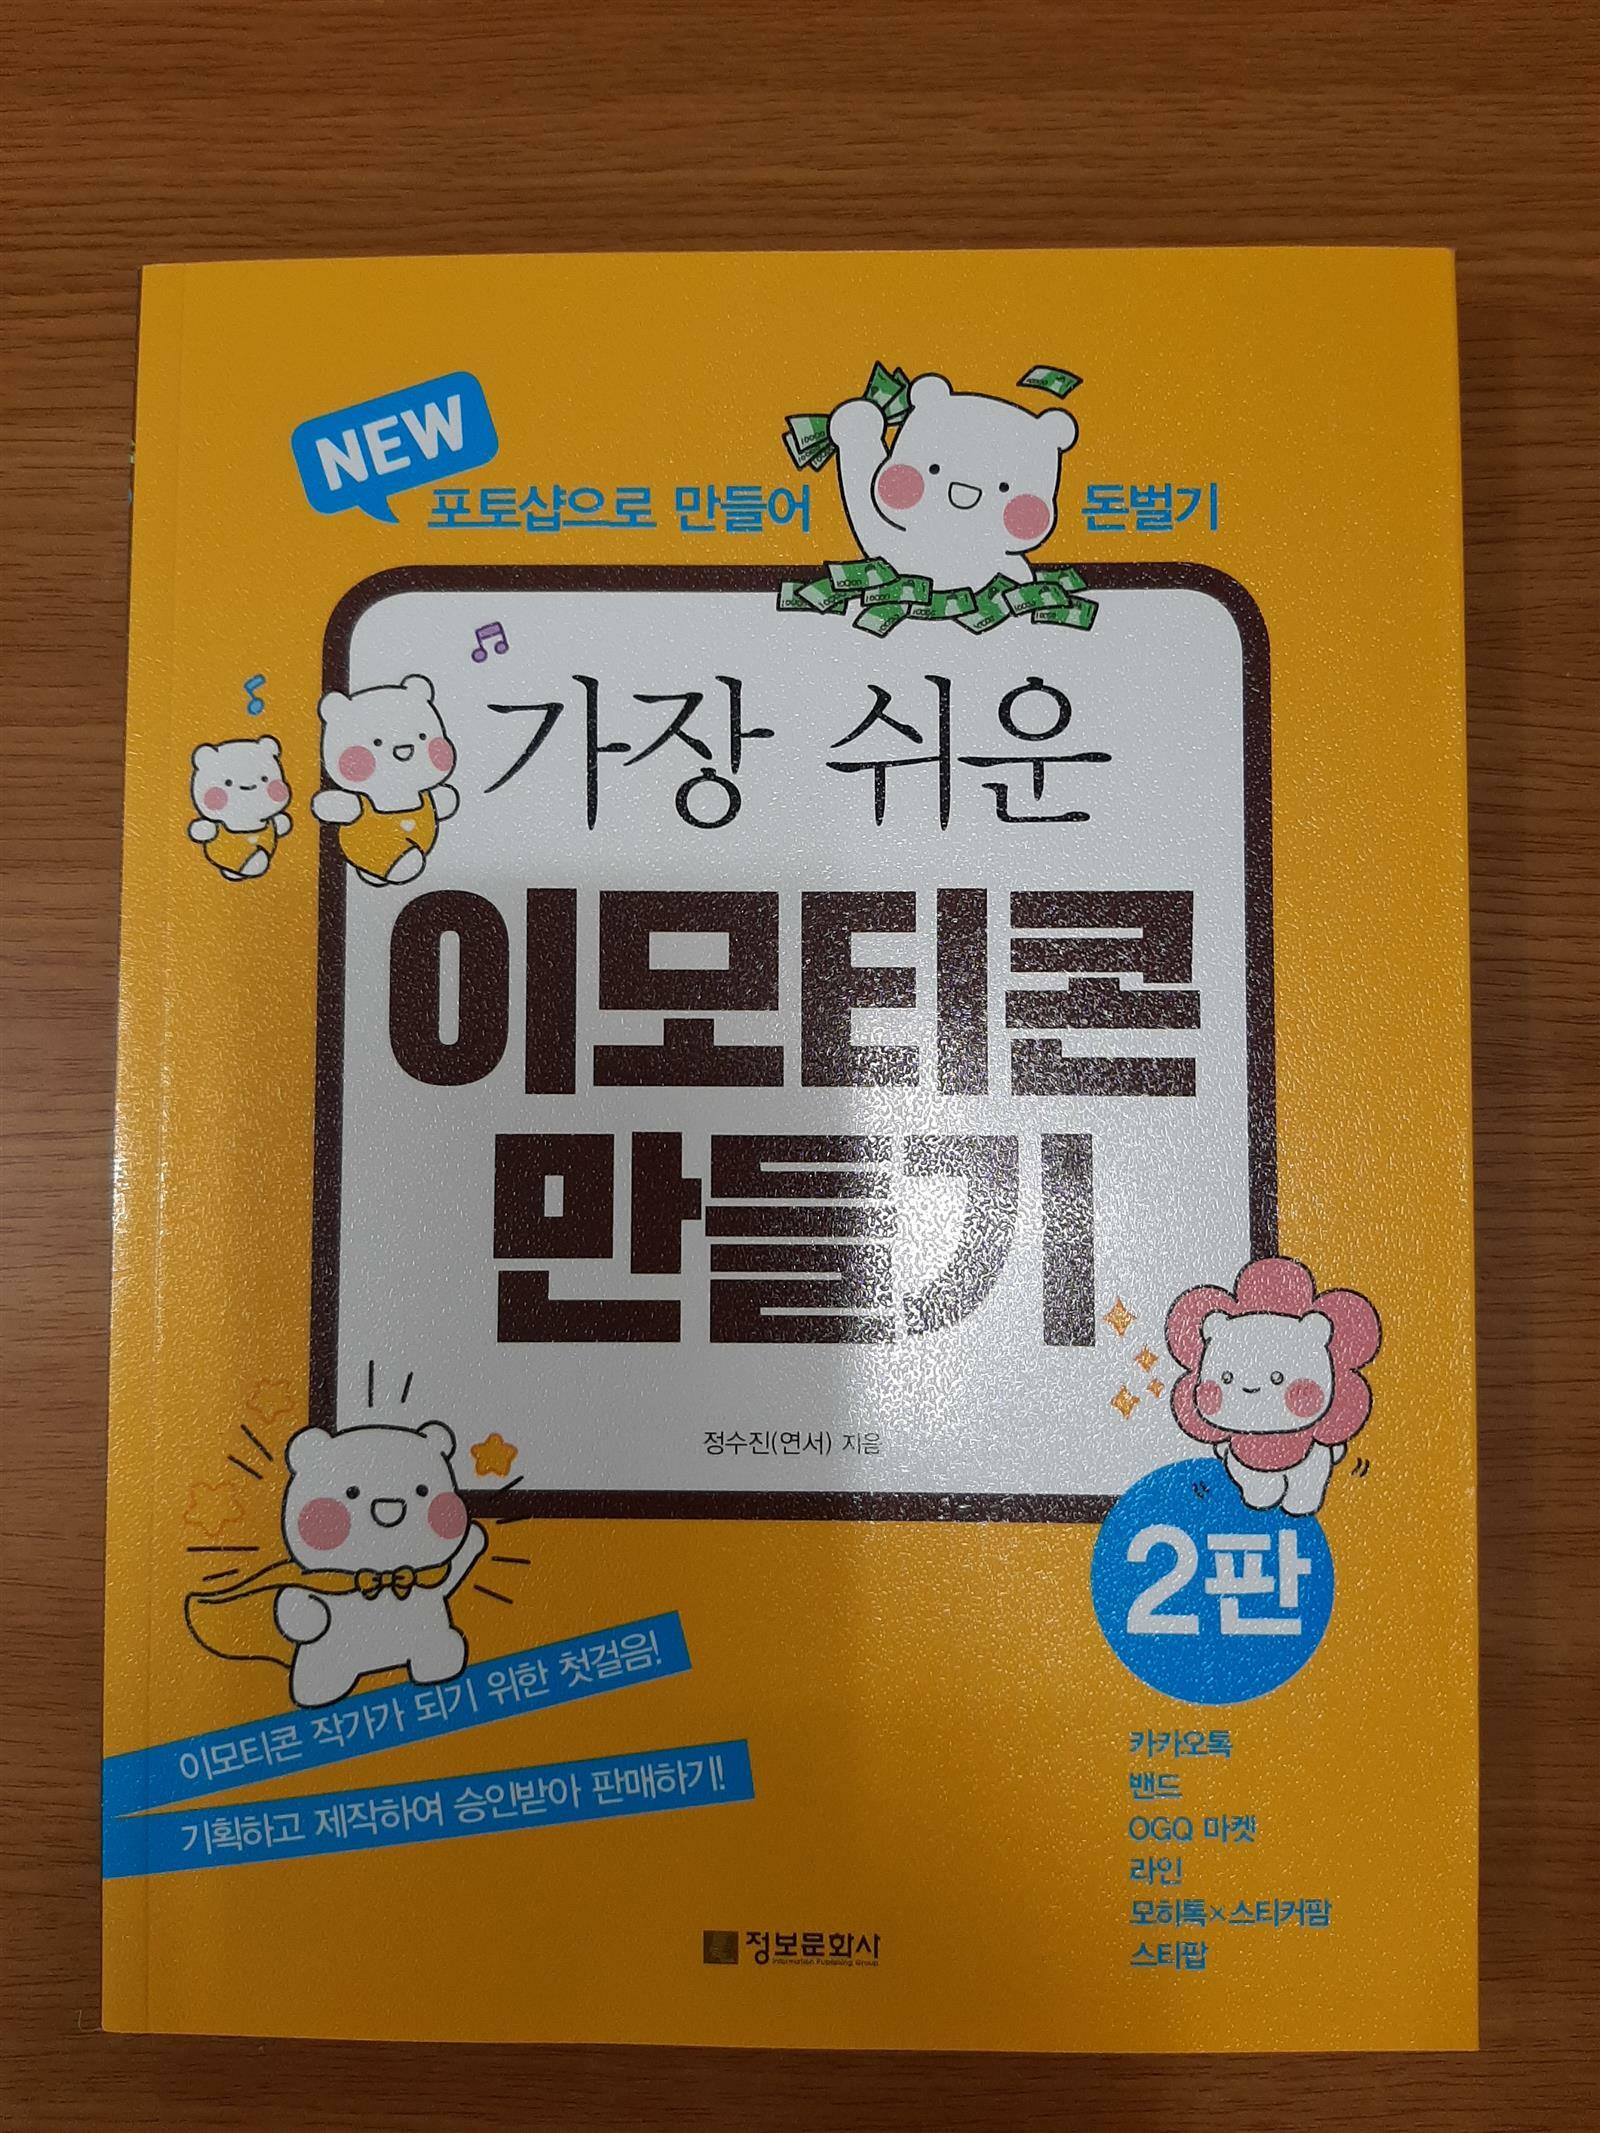 NEW
포토샵으로 만들어 돈벌기
가장 쉬운
이모티콘
만들기
정수진(연서) 지음
2판
이모티콘 작가가 되기 위한 첫걸음!
기획하고 제작하여 승인받아 판매하기!
카카오톡
밴드
OGQ 마켓
라인
모히톡×스티커팜
스티팝
정보문화사
Information Publishing Group